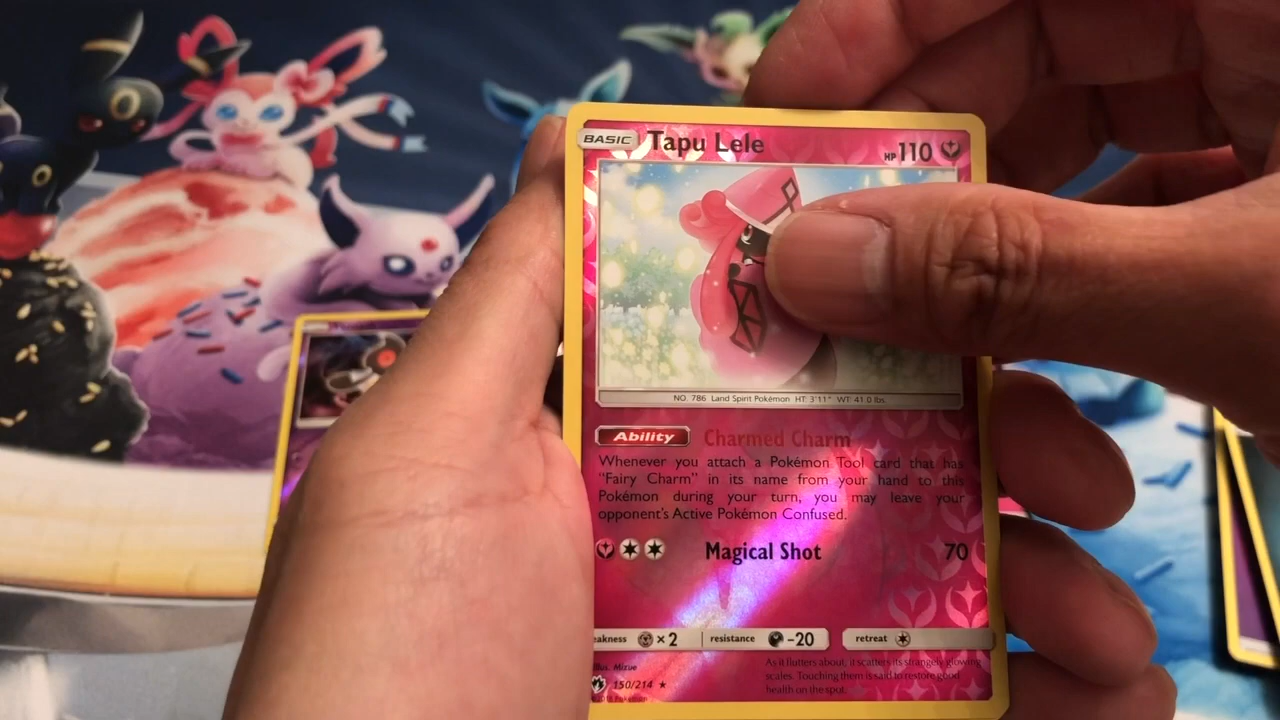 BASIC Tapu Lele HP 110
NO. 786 Land Spirit Pokémon HT: 3'11" WT: 41.0 lbs.
Ability Charmed Charm
Whenever you attach a Pokémon Tool card that has
"Fairy Charm" in its name from your hand to this
Pokémon during your turn, you may leave your
opponent's Active Pokémon Confused.
Magical Shot 70
eakness ×2 resistance -20 retreat
Illus. Mizue
As it flutters about, it scatters its strangely glowing
scales. Touching them is said to restore good
health on the spot.
150/214